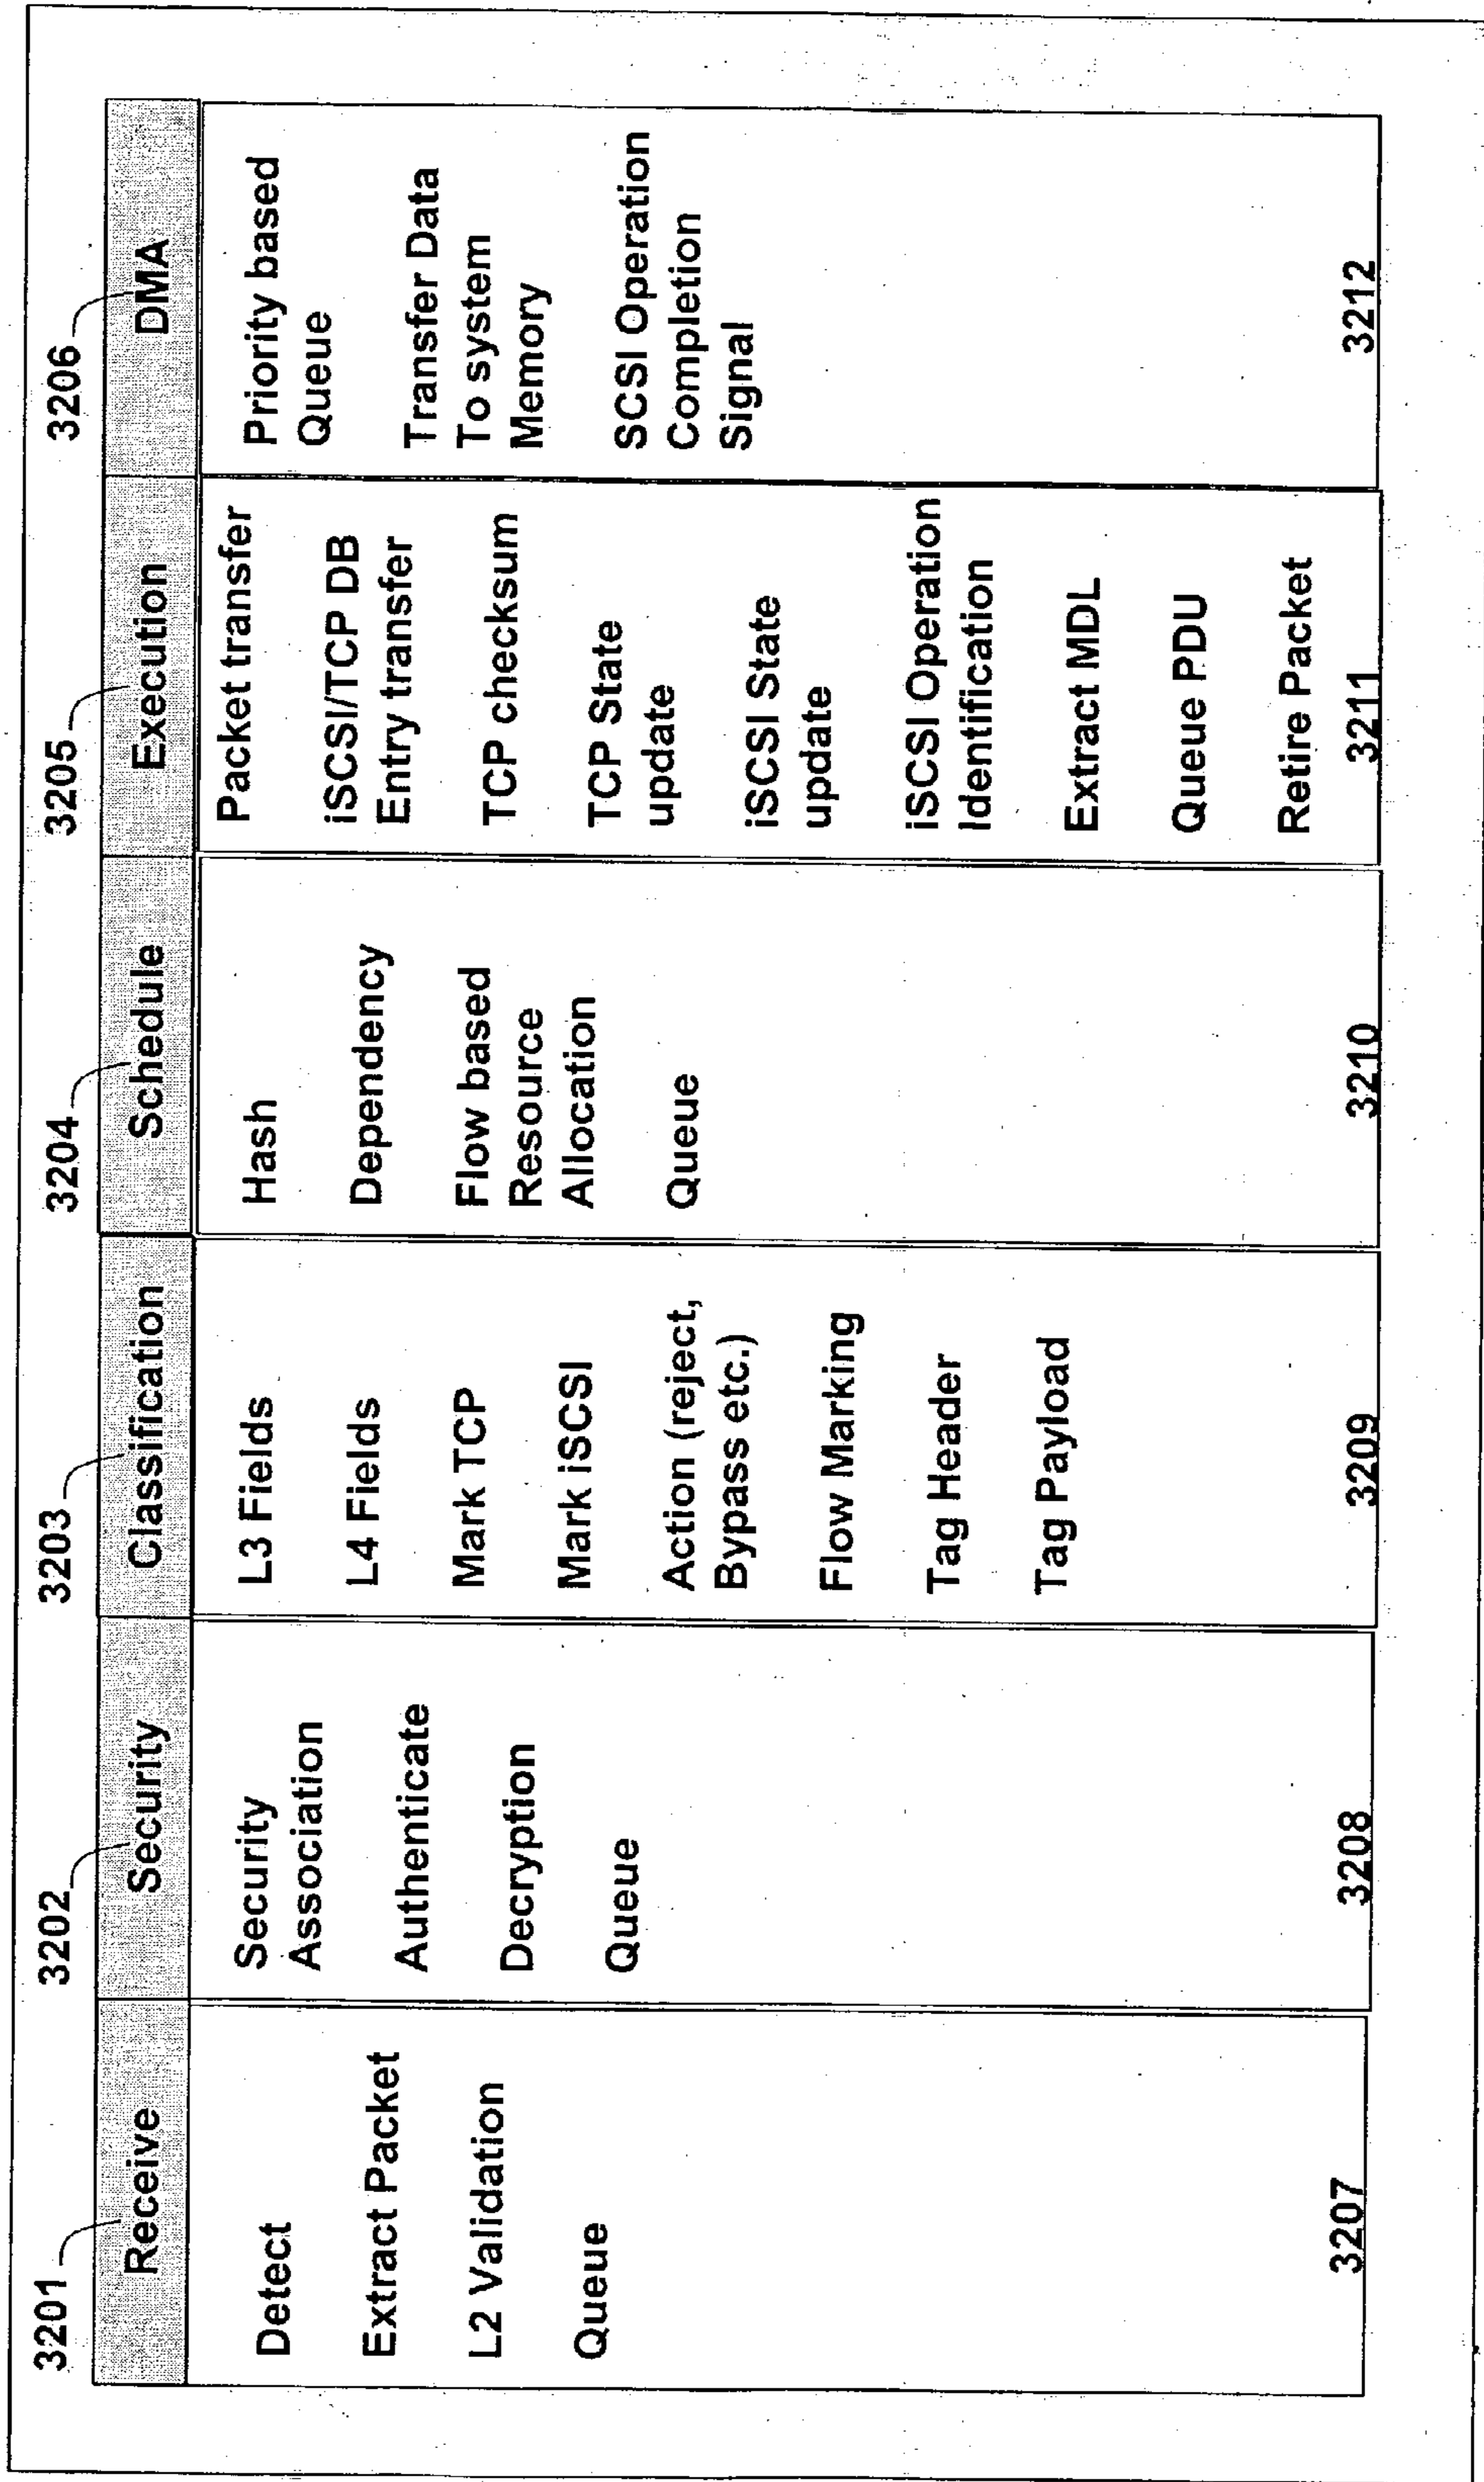 3201
Receive
Detect
Extract Packet
L2 Validation
Queue
3207
3202
Security
Security
Association
Authenticate
Decryption
Queue
3208
3203
Classification
L3 Fields
L4 Fields
Mark TCP
Mark iSCSI
Action (reject,
Bypass etc.)
Flow Marking
Tag Header
Tag Payload
3209
3204
Schedule
Hash
Dependency
Flow based
Resource
Allocation
Queue
3210
3205
Execution
Packet transfer
iSCSI/TCP DB
Entry transfer
TCP checksum
TCP State
update
iSCSI State
update
iSCSI Operation
Identification
Extract MDL
Queue PDU
Retire Packet
3211
3206
DMA
Priority based
Queue
Transfer Data
To system
Memory
SCSI Operation
Completion
Signal
3212